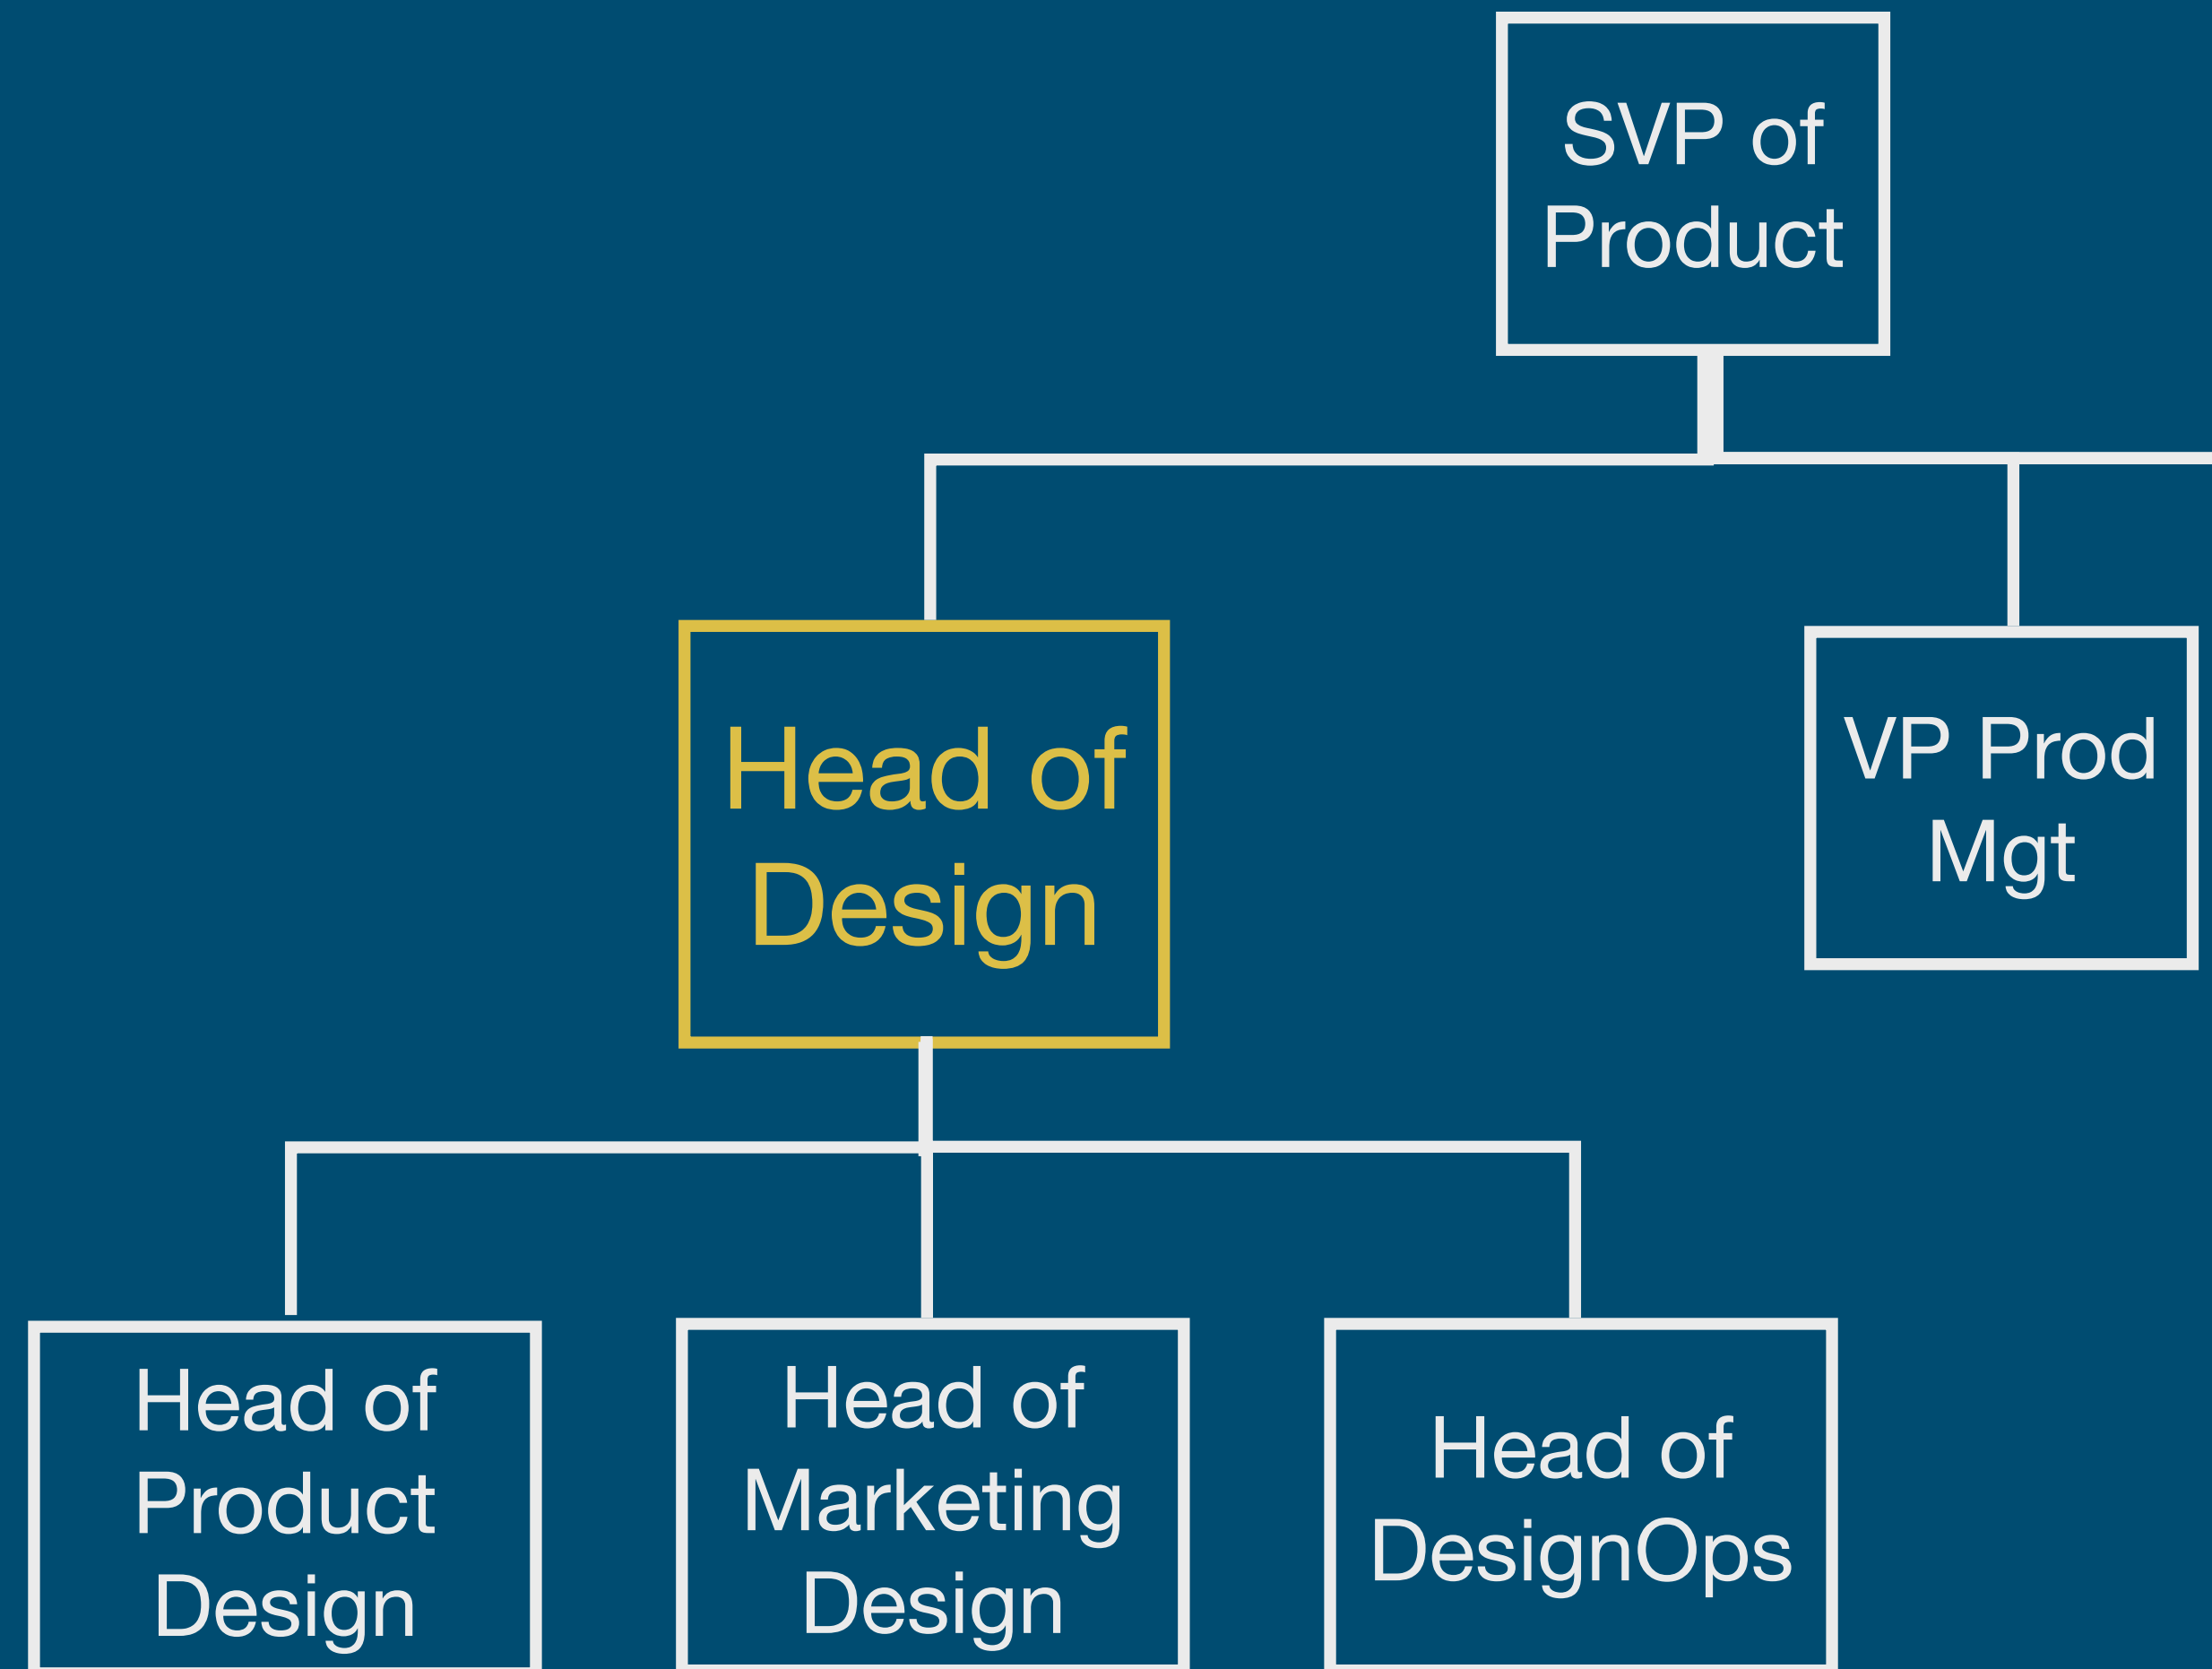 SVP of
Product
Head of
Design
VP Prod
Mgt
Head of
Product
Design
Head of
Marketing
Design
Head of
DesignOps